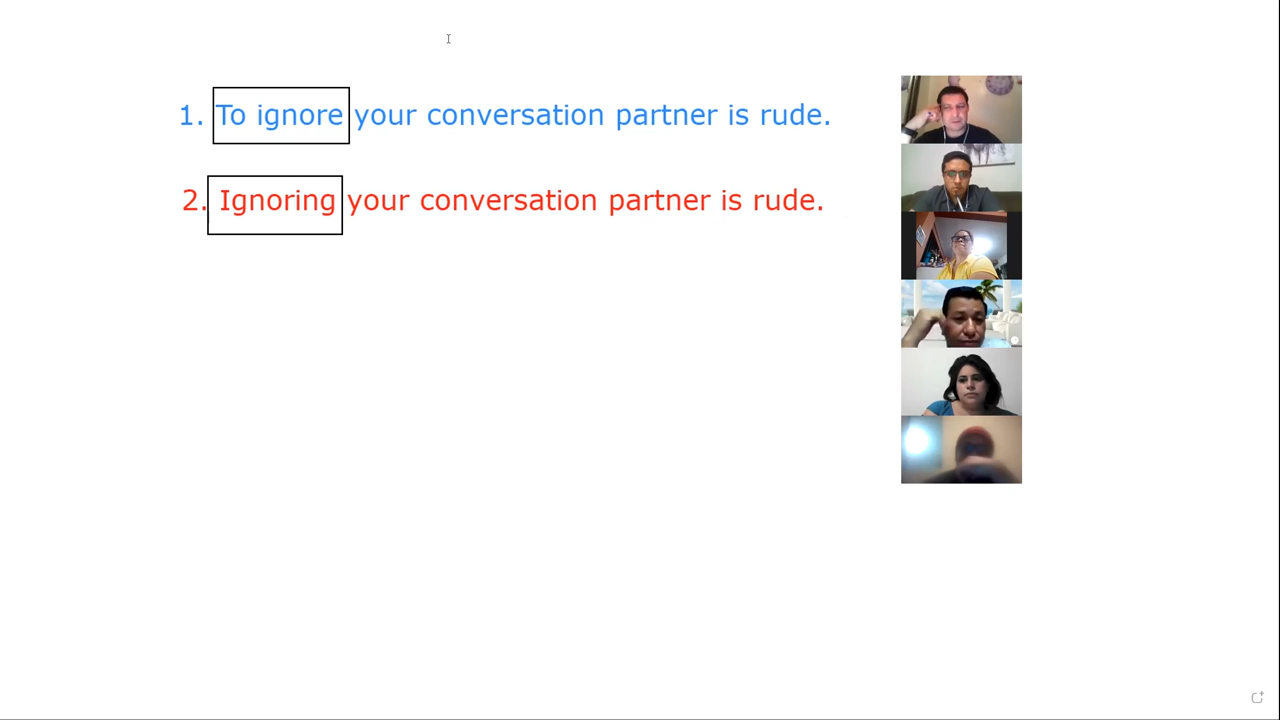 1. To ignore your conversation partner is rude.
2. Ignoring your conversation partner is rude.